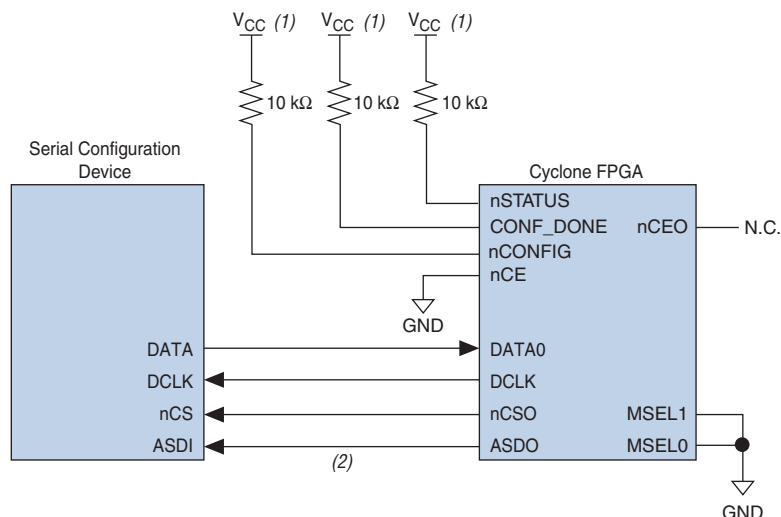 VCC (1) VCC (1) VCC (1)
10 kΩ 10 kΩ 10 kΩ
Serial Configuration
Device
Cyclone FPGA
nSTATUS
CONF_DONE nCEO N.C.
nCONFIG
nCE
GND
DATA DATA0
DCLK DCLK
nCS nCSO MSEL1
ASDI ASDO MSEL0
(2)
GND